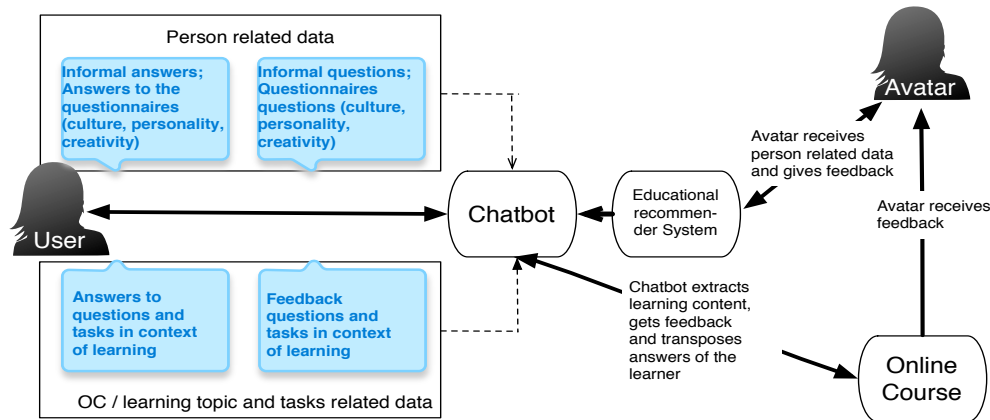 Person related data
Informal answers;
Answers to the
questionnaires
(culture, personality,
creativity)
Informal questions;
Questionnaires
questions (culture,
personality,
creativity)
Avatar
Avatar receives
person related data
and gives feedback
Avatar receives
feedback
User
Chatbot
Educational
recommen-
der System
Answers to
questions and
tasks in context
of learning
Feedback
questions and
tasks in context
of learning
Chatbot extracts
learning content,
gets feedback
and transposes
answers of the
learner
Online
Course
OC / learning topic and tasks related data